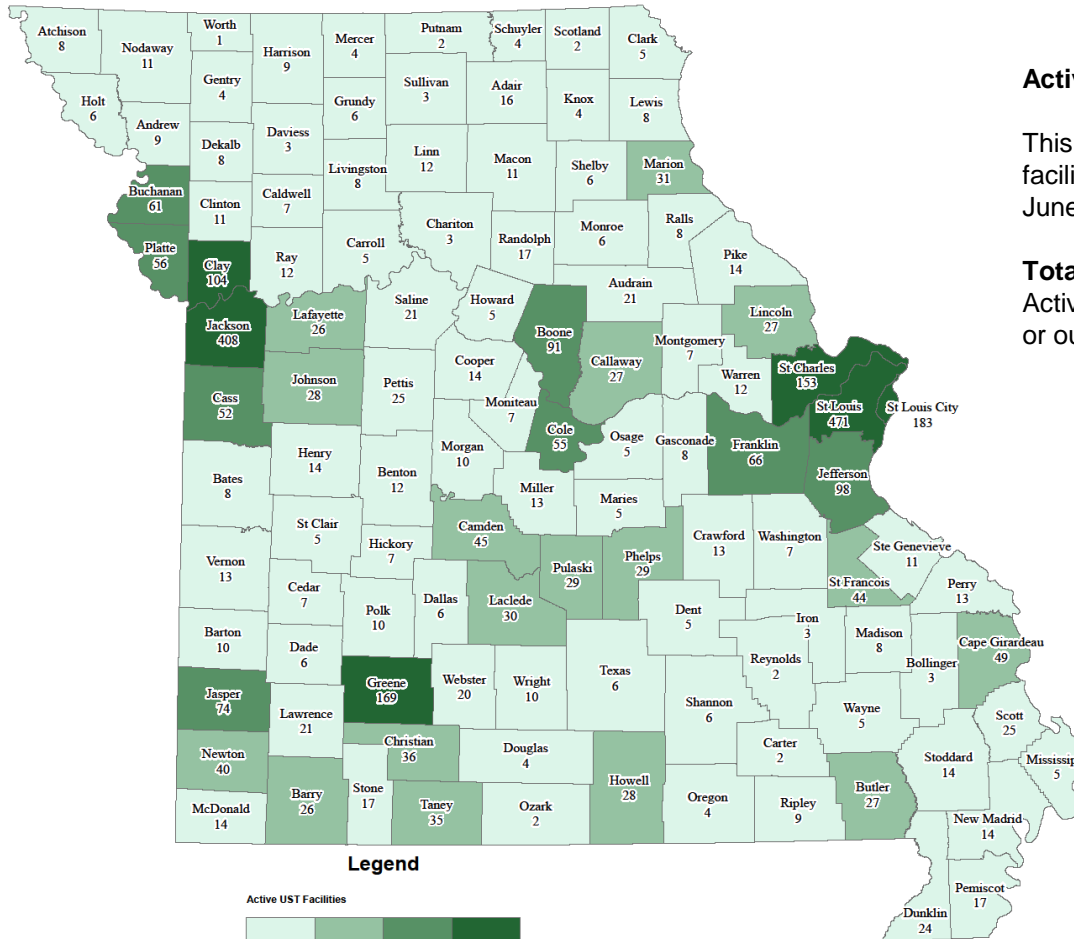 Atchison
8
Nodaway
11
Worth
1
Harrison
9
Mercer
4
Putnam
2
Schuyler
4
Scotland
2
Clark
5
Holt
6
Andrew
9
Gentry
4
Dekalb
8
Daviess
3
Grundy
6
Sullivan
3
Adair
16
Knox
4
Lewis
8
Buchanan
61
Clinton
11
Caldwell
7
Livingston
8
Linn
12
Macon
11
Shelby
6
Marion
31
Platte
56
Clay
104
Ray
12
Carroll
5
Chariton
3
Randolph
17
Monroe
6
Ralls
8
Pike
14
Audrain
21
Jackson
408
Lafayette
26
Saline
21
Howard
5
Boone
91
Callaway
27
Montgomery
7
Lincoln
27
Warren
12
St Charles
153
St Louis
471
St Louis City
183
Cass
52
Johnson
28
Pettis
25
Cooper
14
Moniteau
7
Cole
55
Osage
5
Gasconade
8
Franklin
66
Jefferson
98
Bates
8
Henry
14
Benton
12
Morgan
10
Miller
13
Maries
5
Camden
45
Pulaski
29
Phelps
29
Crawford
13
Washington
7
Ste Genevieve
11
St Francois
44
Perry
13
Vernon
13
St Clair
5
Hickory
7
Cedar
7
Polk
10
Dallas
6
Laclede
30
Dent
5
Iron
3
Madison
8
Bollinger
3
Cape Girardeau
49
Barton
10
Dade
6
Greene
169
Webster
20
Wright
10
Texas
6
Shannon
6
Reynolds
2
Wayne
5
Scott
25
Jasper
74
Lawrence
21
Christian
36
Douglas
4
Howell
28
Carter
2
Stoddard
14
Mississip
5
Newton
40
McDonald
14
Barry
26
Stone
17
Taney
35
Ozark
2
Oregon
4
Ripley
9
Butler
27
New Madrid
14
Pemiscot
17
Dunklin
24
Legend
Active UST Facilities
Activ
This
facili
June
Tota
Activ
or ou